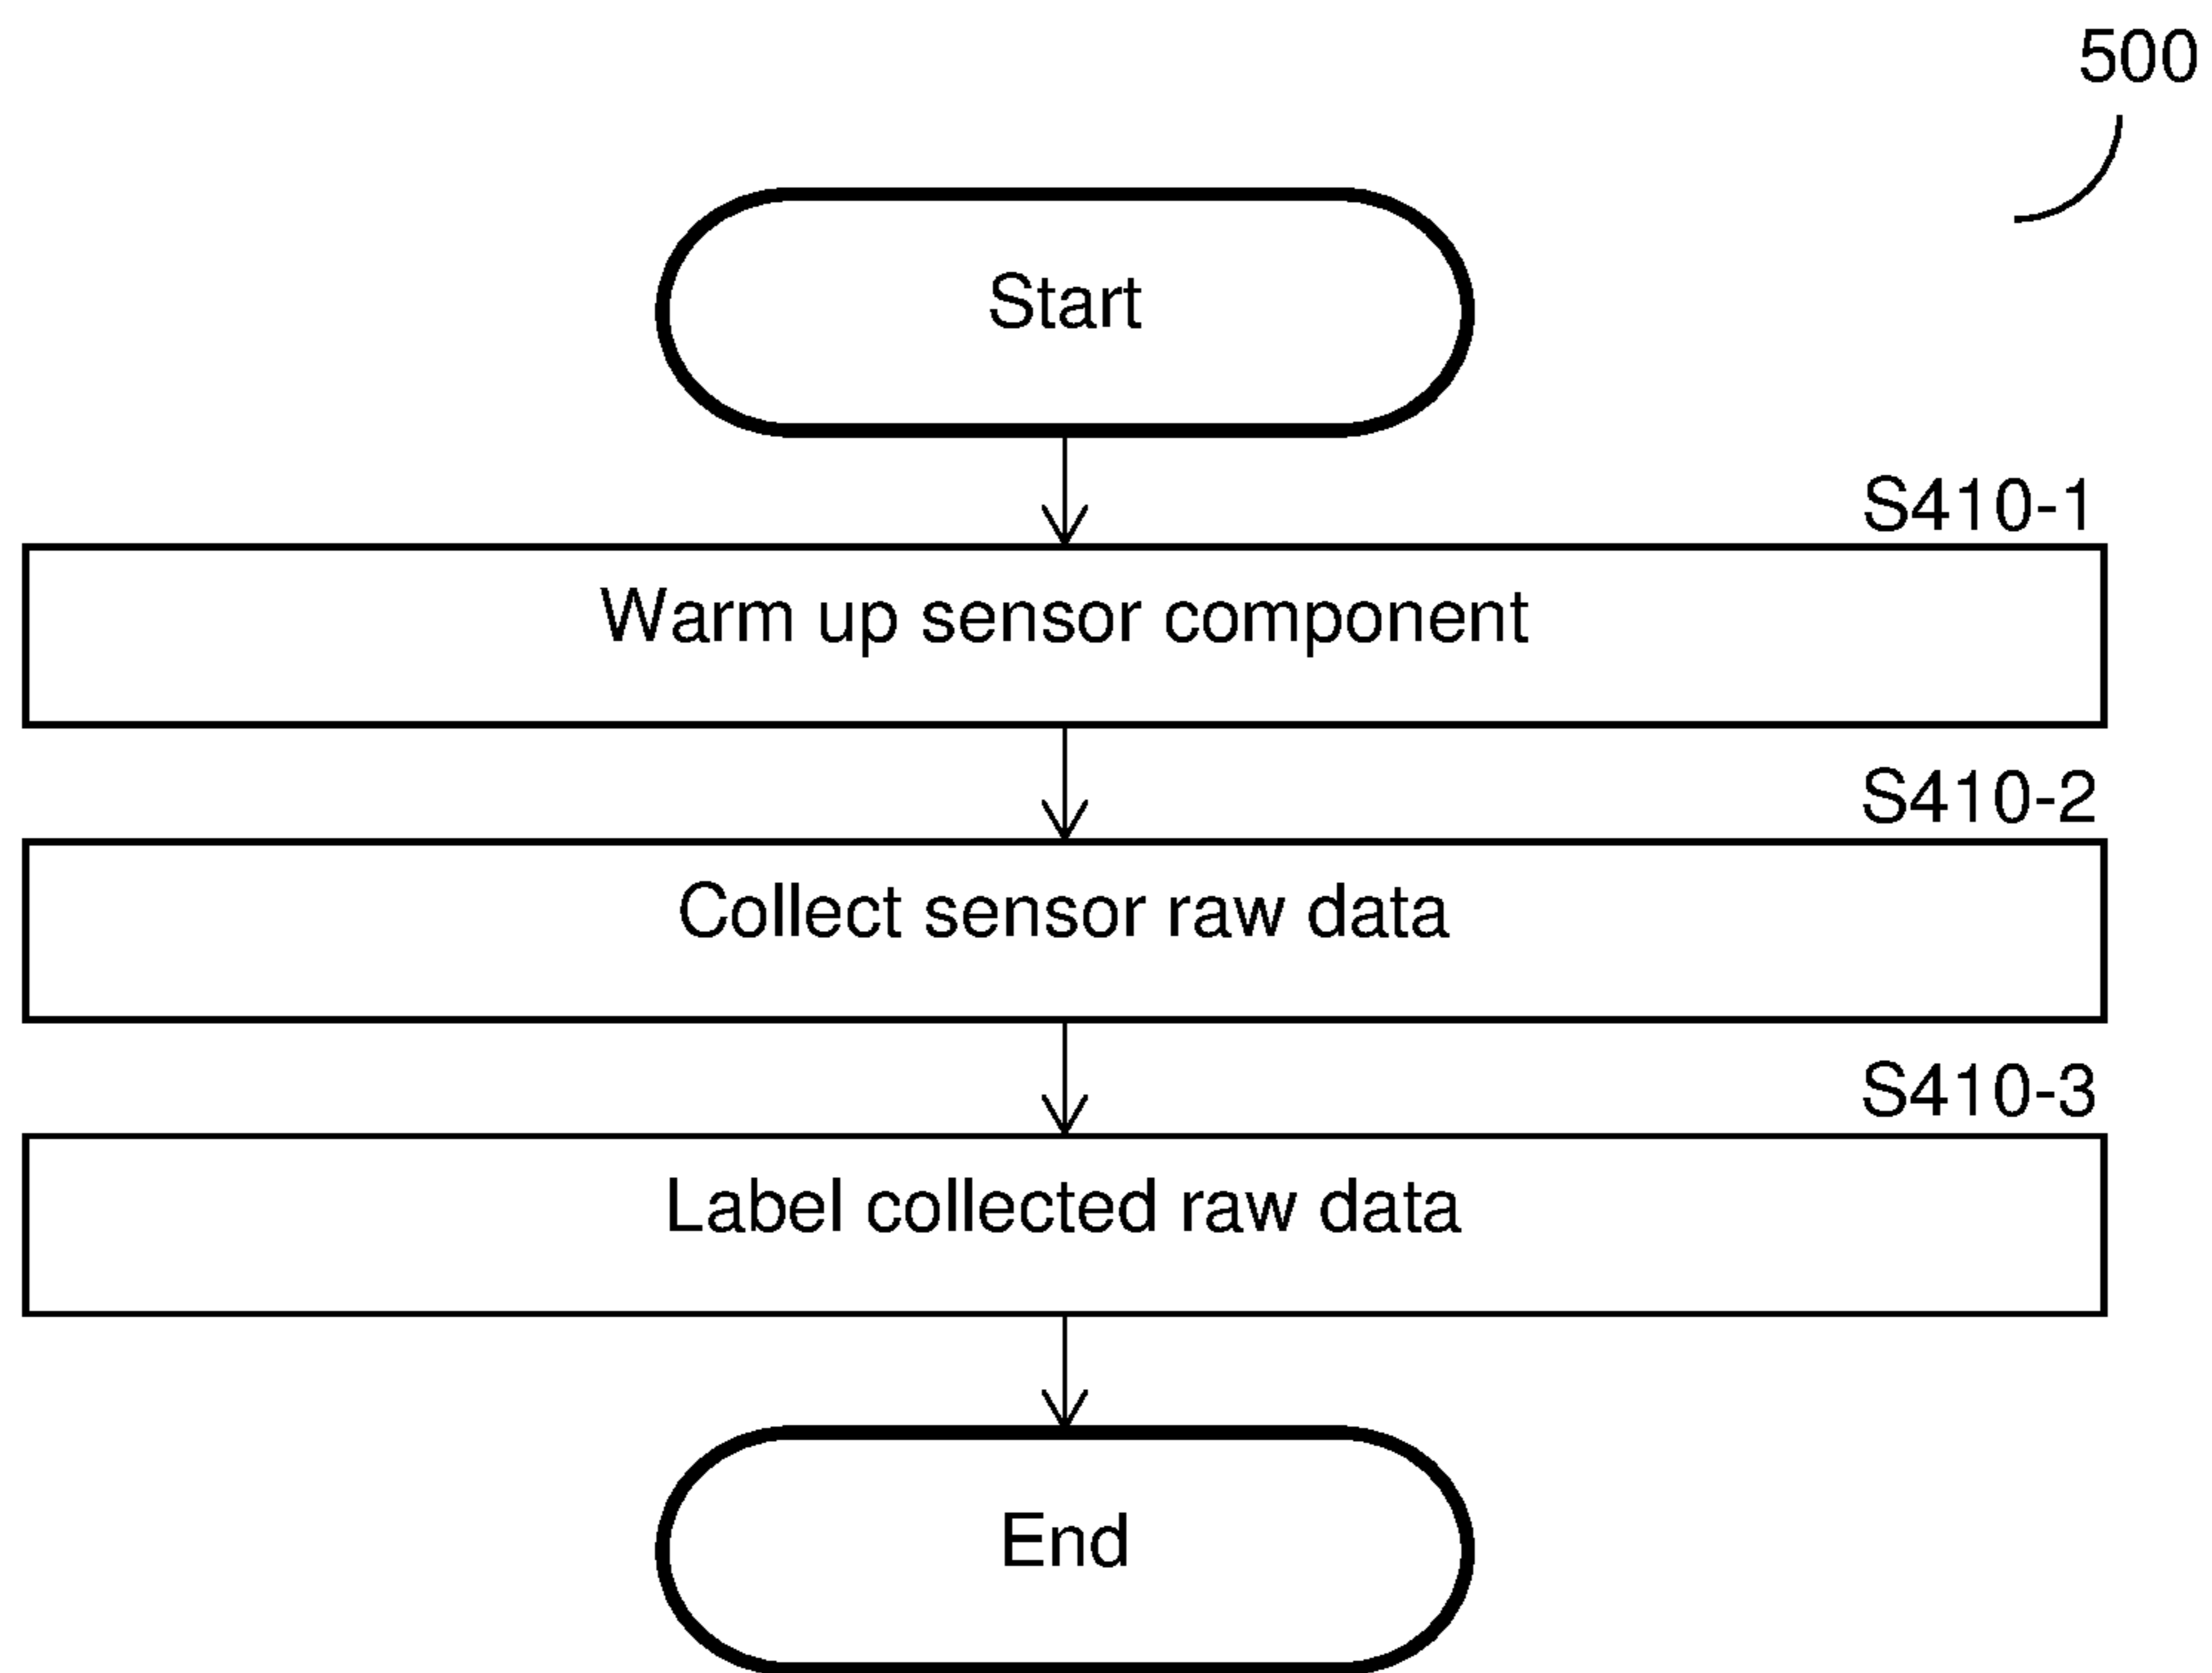 500
Start
S410-1
Warm up sensor component
S410-2
Collect sensor raw data
S410-3
Label collected raw data
End